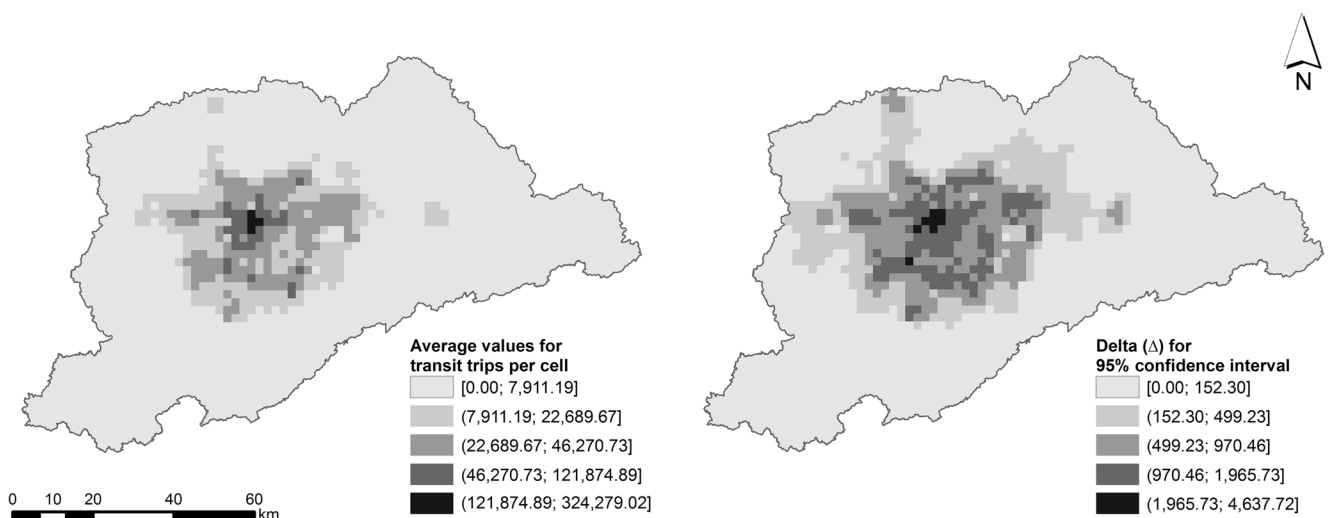 N
Average values for
transit trips per cell
[0.00; 7,911.19]
(7,911.19; 22,689.67]
(22,689.67; 46,270.73]
(46,270.73; 121,874.89]
(121,874.89; 324,279.02]
Delta (Δ) for
95% confidence interval
[0.00; 152.30]
(152.30; 499.23]
(499.23; 970.46]
(970.46; 1,965.73]
(1,965.73; 4,637.72]
0 10 20 40 60
km